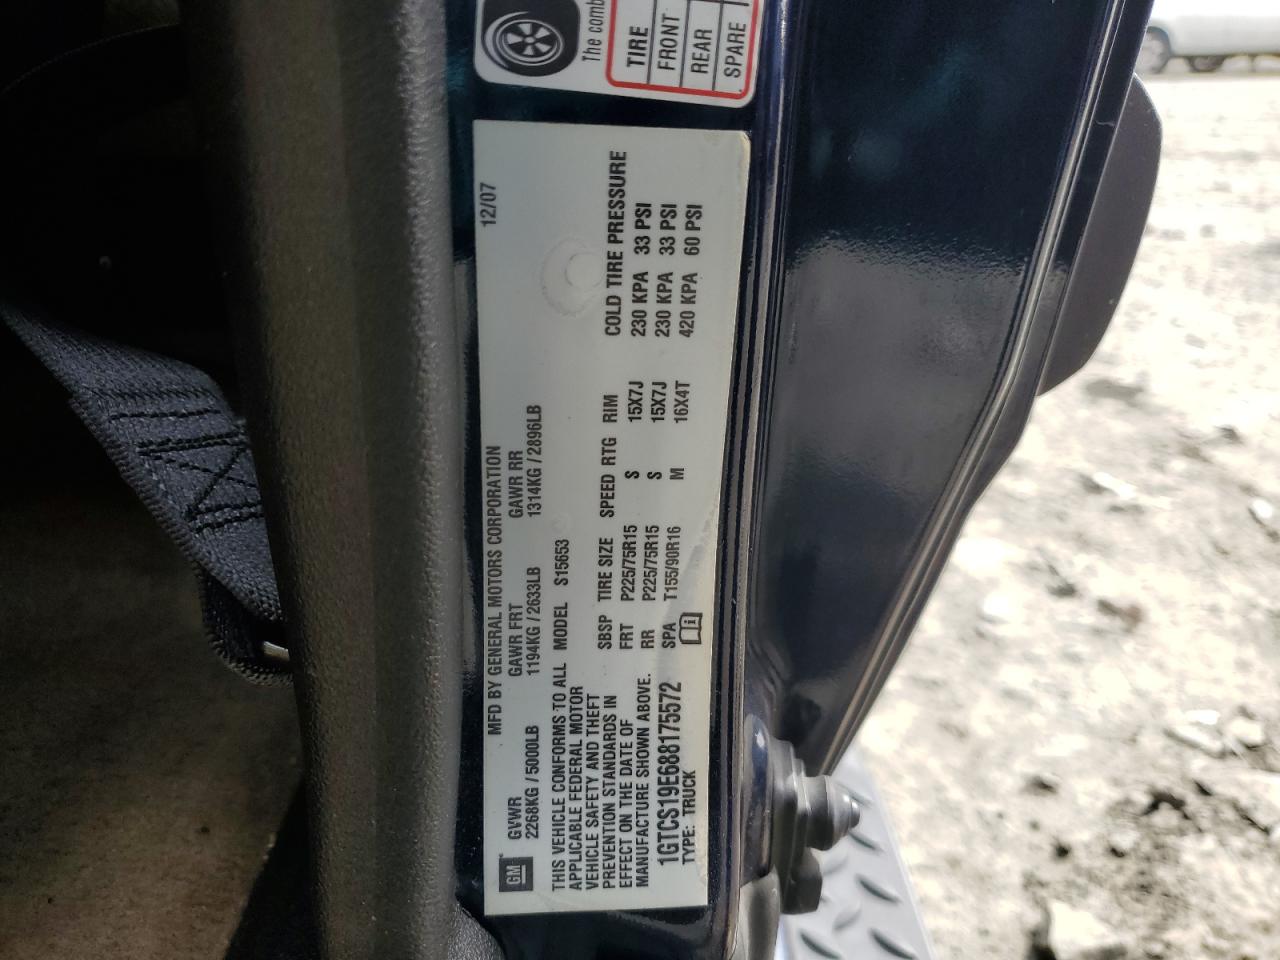 The comb
TIRE
FRONT
REAR
SPARE
12/07
MFD BY GENERAL MOTORS CORPORATION
GM
GVWR GAWR FRT GAWR RR
2268KG / 5000LB 1194KG / 2633LB 1314KG / 2896LB
THIS VEHICLE CONFORMS TO ALL MODEL S15653
APPLICABLE FEDERAL MOTOR
VEHICLE SAFETY AND THEFT
PREVENTION STANDARDS IN
EFFECT ON THE DATE OF
MANUFACTURE SHOWN ABOVE.
1GTCS19E688175572
TYPE: TRUCK
SBSP TIRE SIZE SPEED RTG RIM COLD TIRE PRESSURE
FRT P225/75R15 S 15X7J 230 KPA 33 PSI
RR P225/75R15 S 15X7J 230 KPA 33 PSI
SPA T155/90R16 M 16X4T 420 KPA 60 PSI